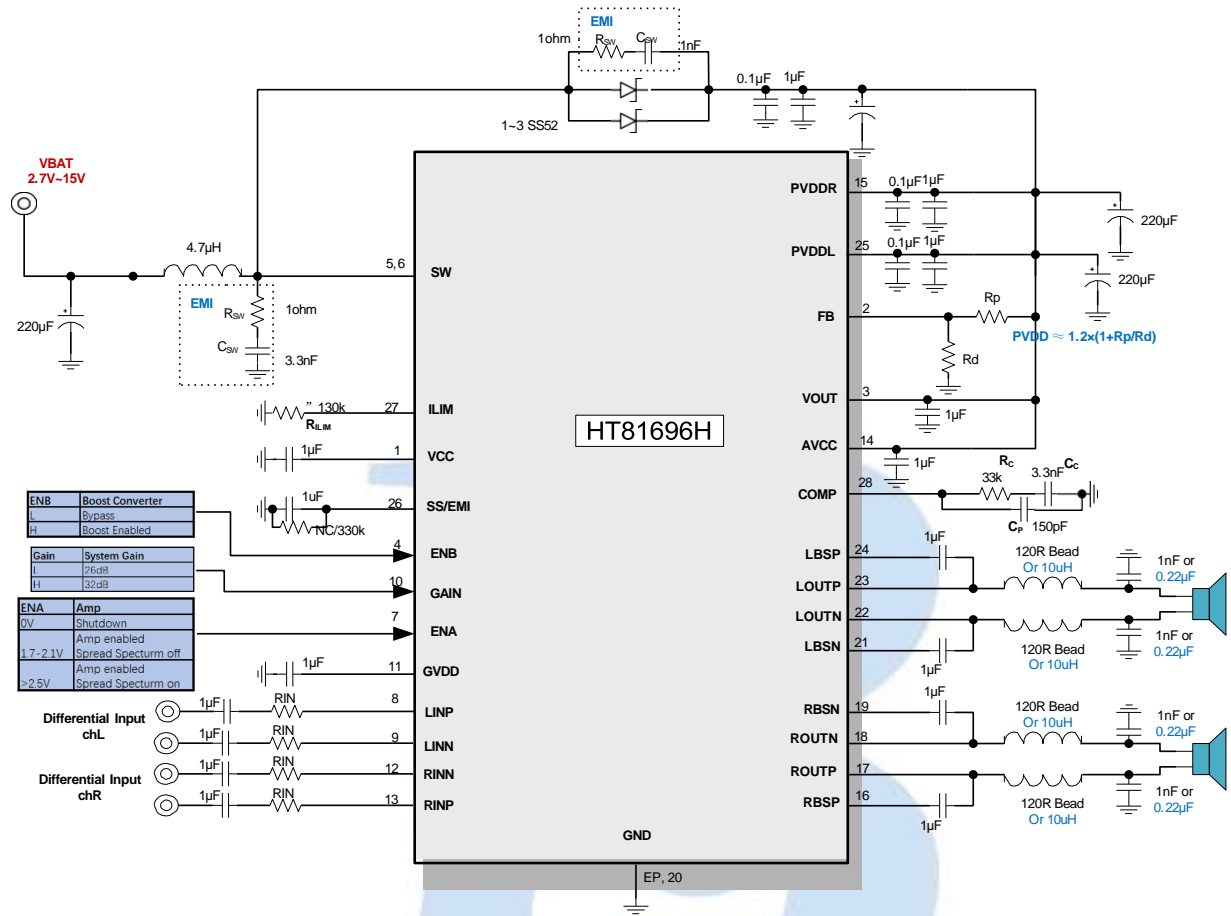 EMI
1ohm
RSW
CSW
1nF
0.1µF
1µF
1~3 SS52
VBAT
2.7V~15V
4.7µH
220µF
EMI
RSW
1ohm
CSW
3.3nF
5,6
SW
PVDDR
15
0.1µF
1µF
220µF
PVDDL
25
0.1µF
1µF
220µF
FB
2
Rp
Rd
PVDD ≈ 1.2×(1+Rp/Rd)
HT81696H
VOUT
3
1µF
AVCC
14
1µF
” 130k
RILIM
27
ILIM
1µF
1
VCC
1uF
NC/330k
26
SS/EMI
COMP
28
RC
33k
3.3nF
CC
CP
150pF
ENB Boost Converter
L Bypass
H Boost Enabled
4
ENB
Gain System Gain
L 26dB
H 32dB
10
GAIN
ENA Amp
0V Shutdown
Amp enabled
1.7-2.1V Spread Specturm off
Amp enabled
>2.5V Spread Specturm on
7
ENA
1µF
11
GVDD
Differential Input
chL
1µF
RIN
8
LINP
1µF
RIN
9
LINN
Differential Input
chR
1µF
RIN
12
RINN
1µF
RIN
13
RINP
LBSP
24
1µF
LOUTP
23
120R Bead
Or 10uH
1nF or
0.22µF
LOUTN
22
120R Bead
Or 10uH
1nF or
0.22µF
LBSN
21
1µF
RBSN
19
1µF
ROUTN
18
120R Bead
Or 10uH
1nF or
0.22µF
ROUTP
17
120R Bead
Or 10uH
1nF or
0.22µF
RBSP
16
1µF
GND
EP, 20